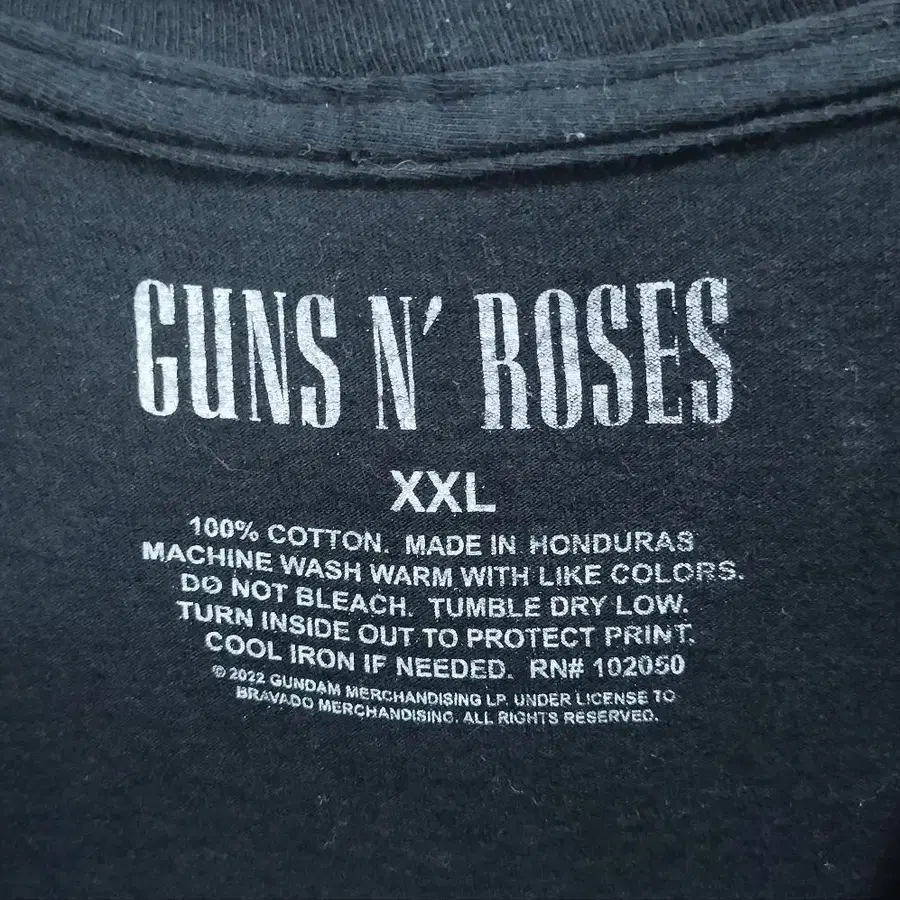 GUNS N' ROSES
XXL
100% COTTON. MADE IN HONDURAS
MACHINE WASH WARM WITH LIKE COLORS.
DO NOT BLEACH. TUMBLE DRY LOW.
TURN INSIDE OUT TO PROTECT PRINT.
COOL IRON IF NEEDED. RN# 102050
© 2022 GUNDAM MERCHANDISING LP. UNDER LICENSE TO
BRAVADO MERCHANDISING. ALL RIGHTS RESERVED.